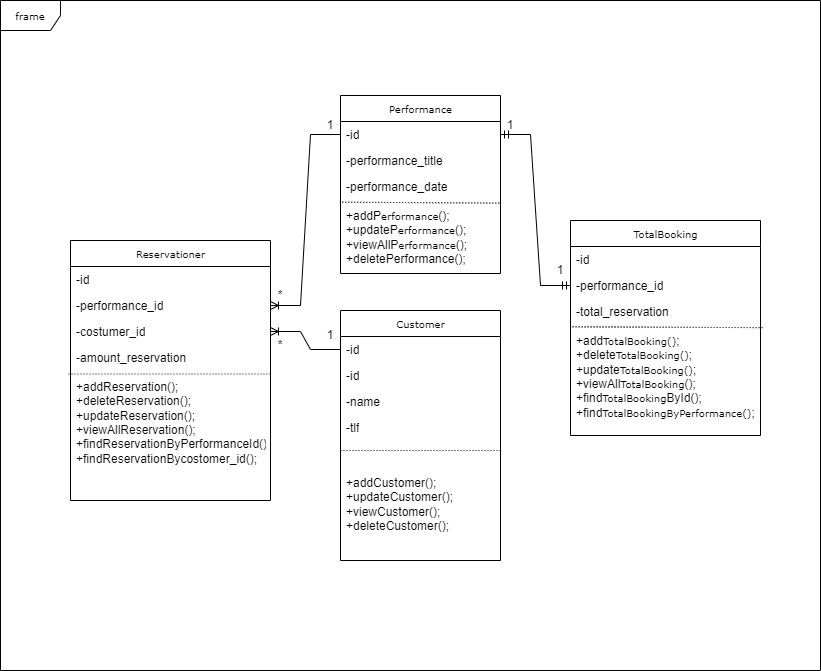 frame
Performance
-id
-performance_title
-performance_date
+addPerformance();
+updatePerformance();
+viewAllPerformance();
+deletePerformance();
1
1
TotalBooking
-id
-performance_id
-total_reservation
+addTotalBooking();
+deleteTotalBooking();
+updateTotalBooking();
+viewAllTotalBooking();
+findTotalBookingById();
+findTotalBookingByPerformance();
1
Reservationer
-id
-performance_id
-costumer_id
-amount_reservation
+addReservation();
+deleteReservation();
+updateReservation();
+viewAllReservation();
+findReservationByPerformanceId()
+findReservationBycostomer_id();
*
*
1
Customer
-id
-id
-name
-tlf
+addCustomer();
+updateCustomer();
+viewCustomer();
+deleteCustomer();